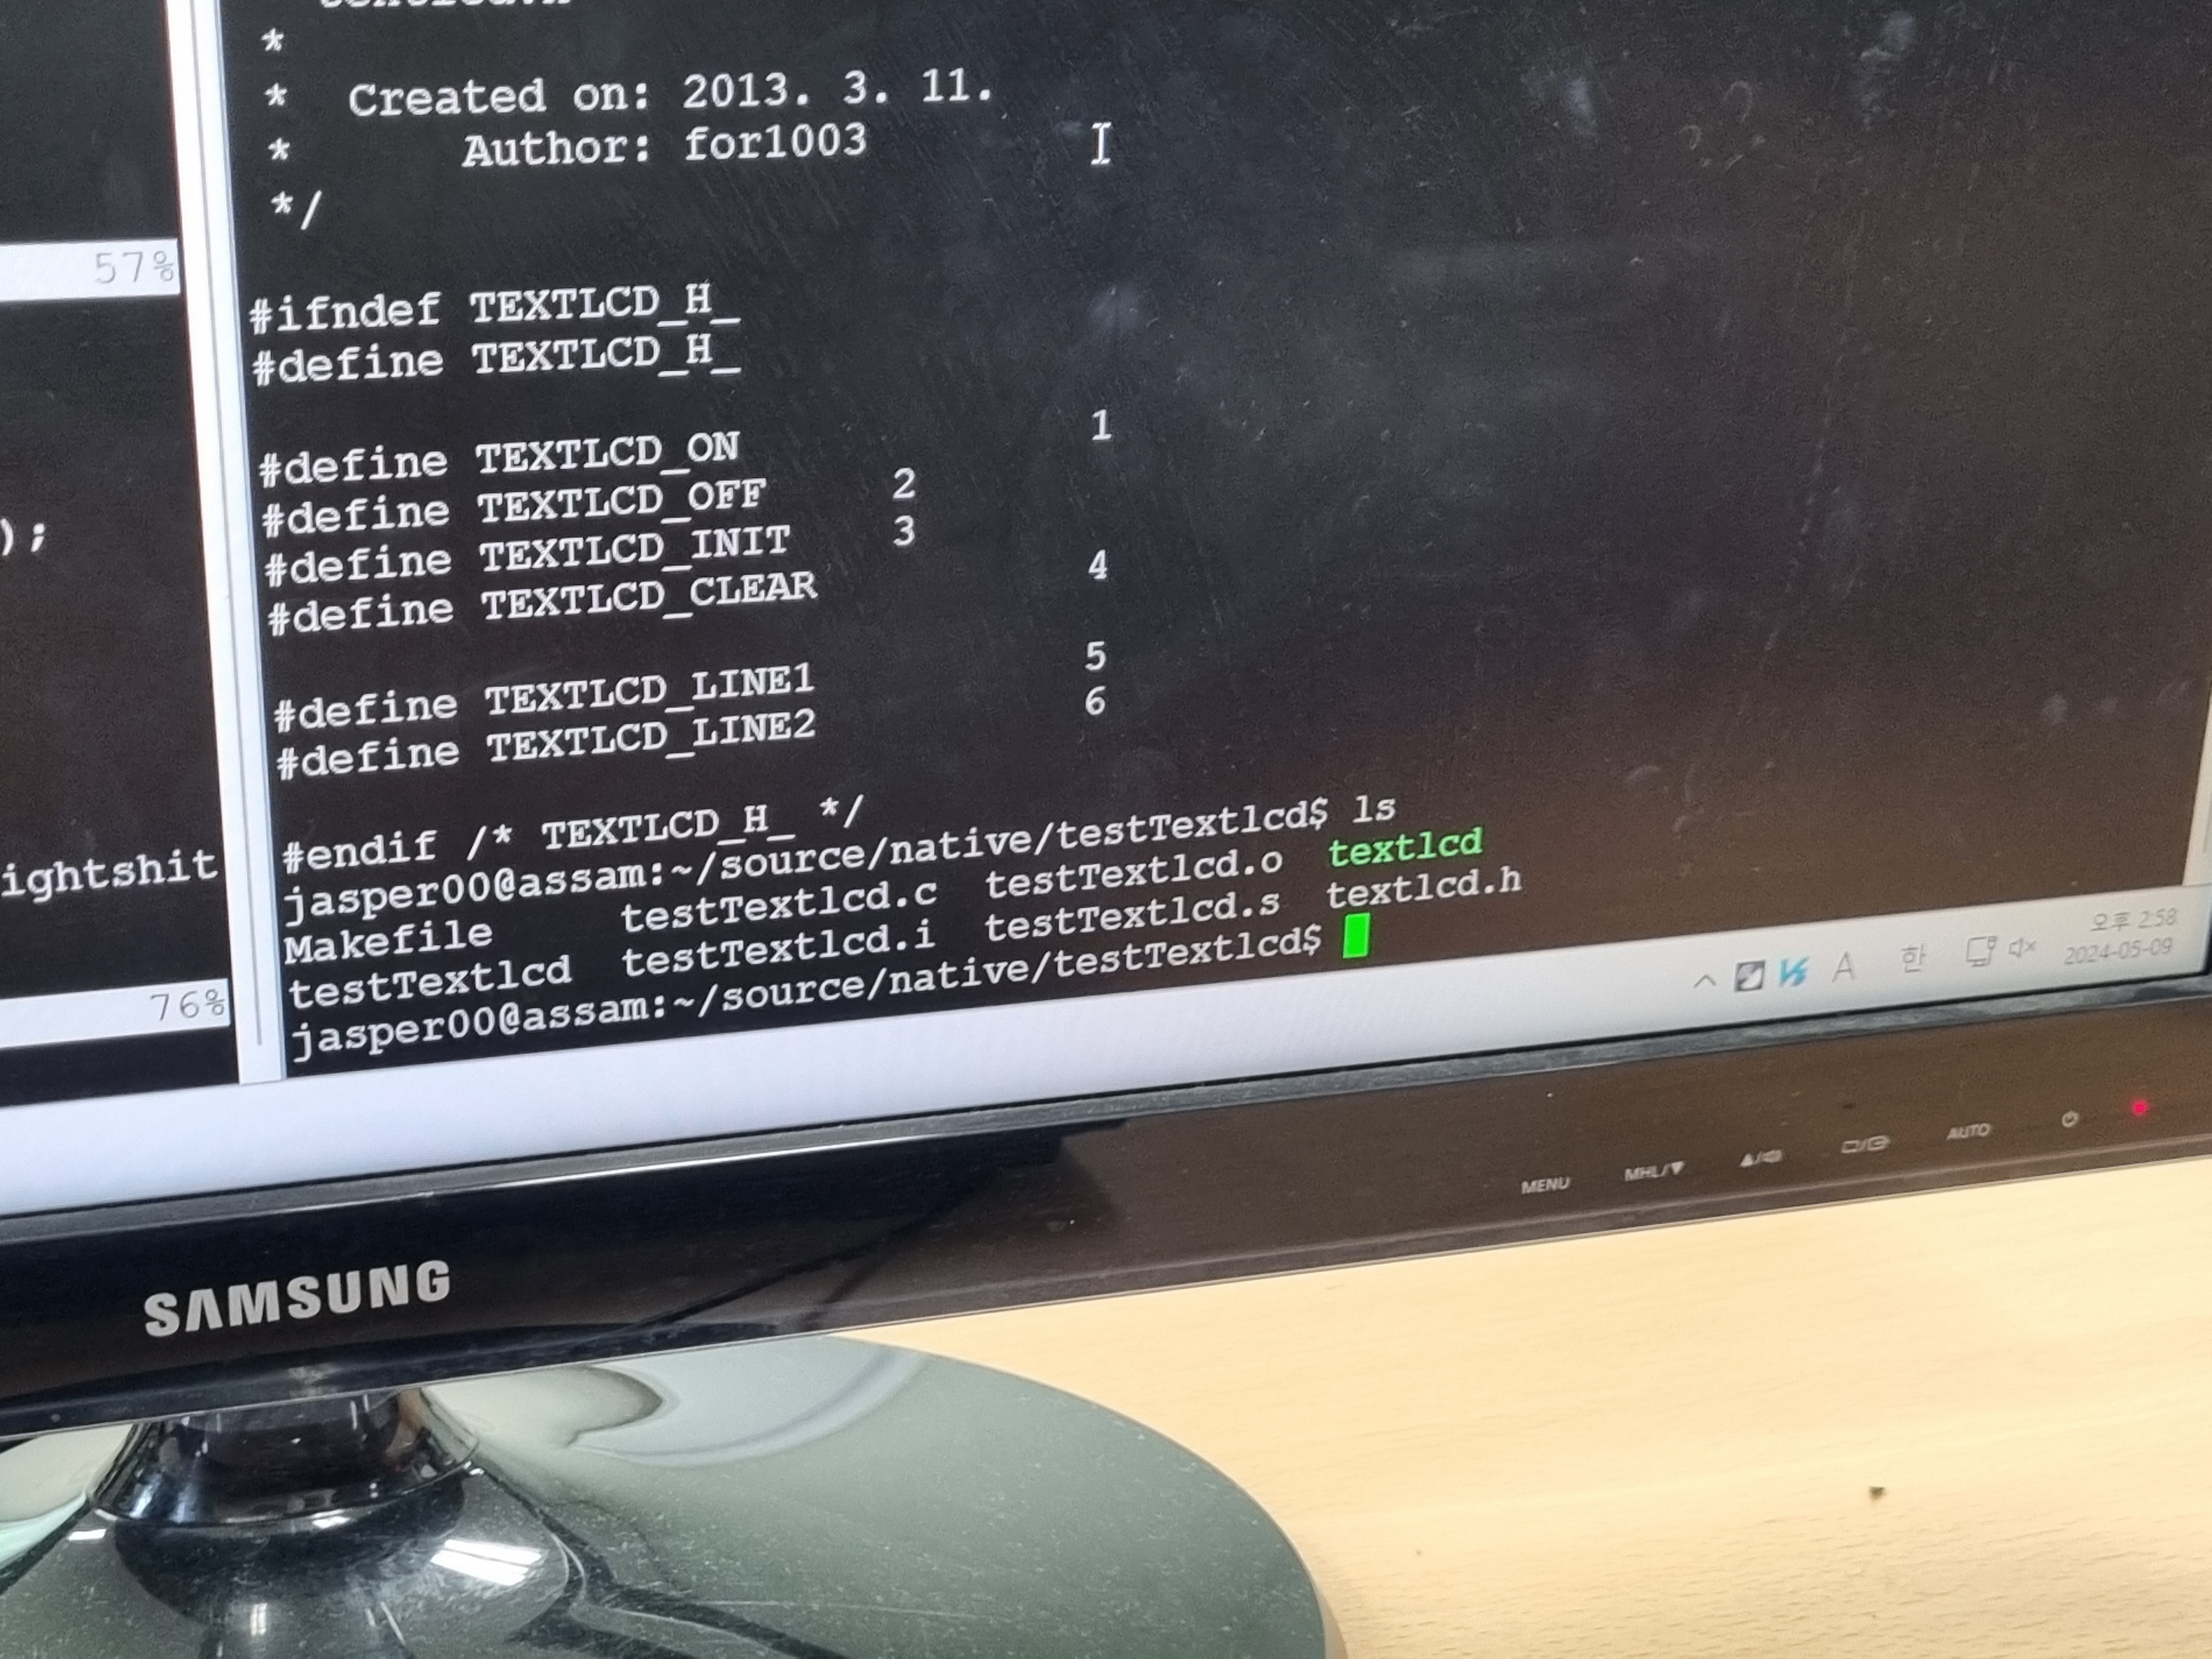 *
*   Created on: 2013. 3. 11.
*       Author: for1003
*/
57%
#ifndef TEXTLCD_H_
#define TEXTLCD_H_
#define TEXTLCD_ON 1
#define TEXTLCD_OFF 2
);
#define TEXTLCD_INIT 3
#define TEXTLCD_CLEAR 4
#define TEXTLCD_LINE1 5
#define TEXTLCD_LINE2 6
#endif /* TEXTLCD_H_ */
ightshit
jasper00@assam:~/source/native/testTextlcd$ ls
Makefile testTextlcd.c testTextlcd.o textlcd
testTextlcd testTextlcd.i testTextlcd.s textlcd.h
76%
jasper00@assam:~/source/native/testTextlcd$
A 한 오후 2:58
2024-05-09
MENU MHL/▼ AUTO
SAMSUNG